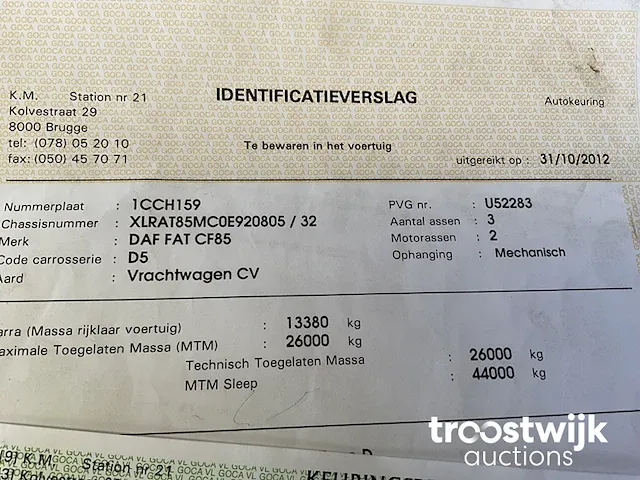 K.M. Station nr 21
Kolvestraat 29
8000 Brugge
tel: (078) 05 20 10
fax: (050) 45 70 71
IDENTIFICATIEVERSLAG
Te bewaren in het voertuig
Autokeuring
uitgereikt op : 31/10/2012
Nummerplaat : 1CCH159
Chassisnummer : XLRAT85MC0E920805 / 32
Merk : DAF FAT CF85
Code carrosserie : D5
Aard : Vrachtwagen CV
PVG nr. : U52283
Aantal assen : 3
Motorassen : 2
Ophanging : Mechanisch
arra (Massa rijklaar voertuig) : 13380 kg
aximale Toegelaten Massa (MTM) : 26000 kg
Technisch Toegelaten Massa : 26000 kg
MTM Sleep : 44000 kg
troostwijk
auctions
K.M. Station nr 21